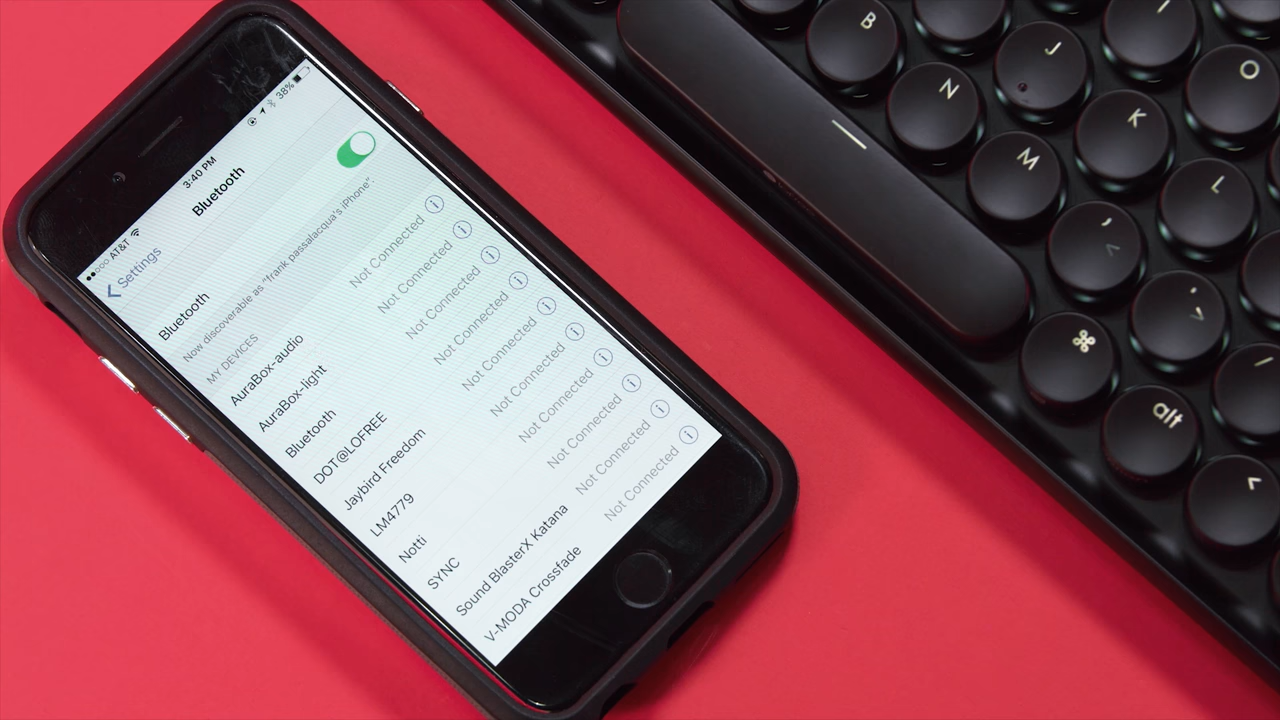 AT&T 3:40 PM 38%
Settings Bluetooth
Bluetooth
Now discoverable as “frank passalacqua’s iPhone”.
MY DEVICES
AuraBox-audio Not Connected i
AuraBox-light Not Connected i
Bluetooth Not Connected i
DOT@LOFREE Not Connected i
Jaybird Freedom Not Connected i
LM4779 Not Connected i
Notti Not Connected i
SYNC Not Connected i
Sound BlasterX Katana Not Connected i
V-MODA Crossfade Not Connected i
B
N
M
,
.
/
J
K
L
O
⌘
alt